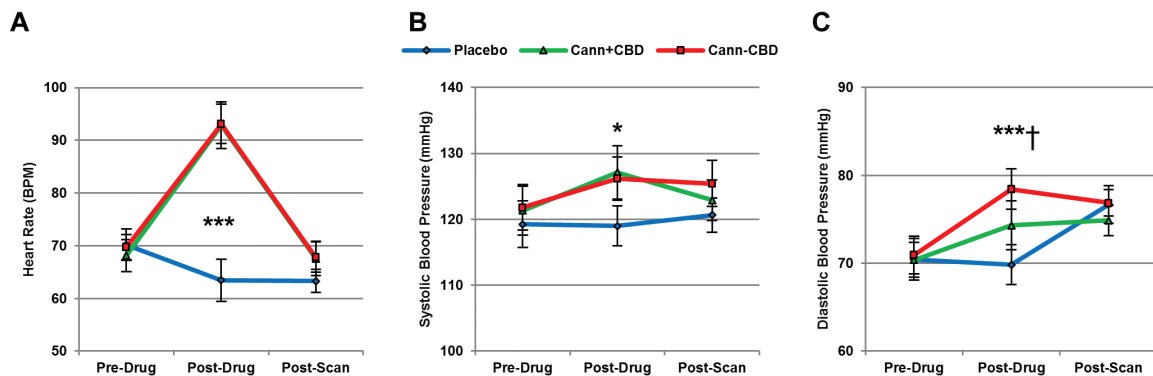 A
B
C
Placebo
Cann+CBD
Cann-CBD
Heart Rate (BPM)
100
90
80
70
60
50
***
Pre-Drug
Post-Drug
Post-Scan
Systolic Blood Pressure (mmHg)
140
130
120
110
100
*
Pre-Drug
Post-Drug
Post-Scan
Diastolic Blood Pressure (mmHg)
90
80
70
60
***†
Pre-Drug
Post-Drug
Post-Scan